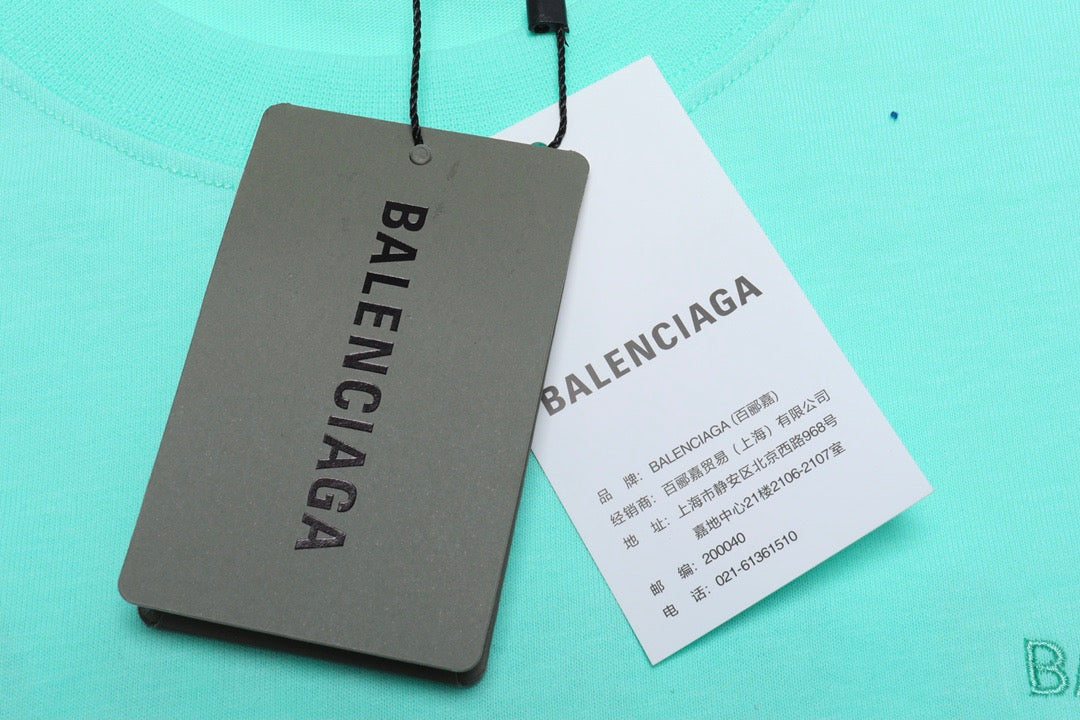 BALENCIAGA
BALENCIAGA
品 牌: BALENCIAGA (百郦嘉)
经销商: 百郦嘉贸易（上海）有限公司
地 址: 上海市静安区北京西路968号
嘉地中心21楼2106-2107室
邮 编: 200040
电 话: 021-61361510
B